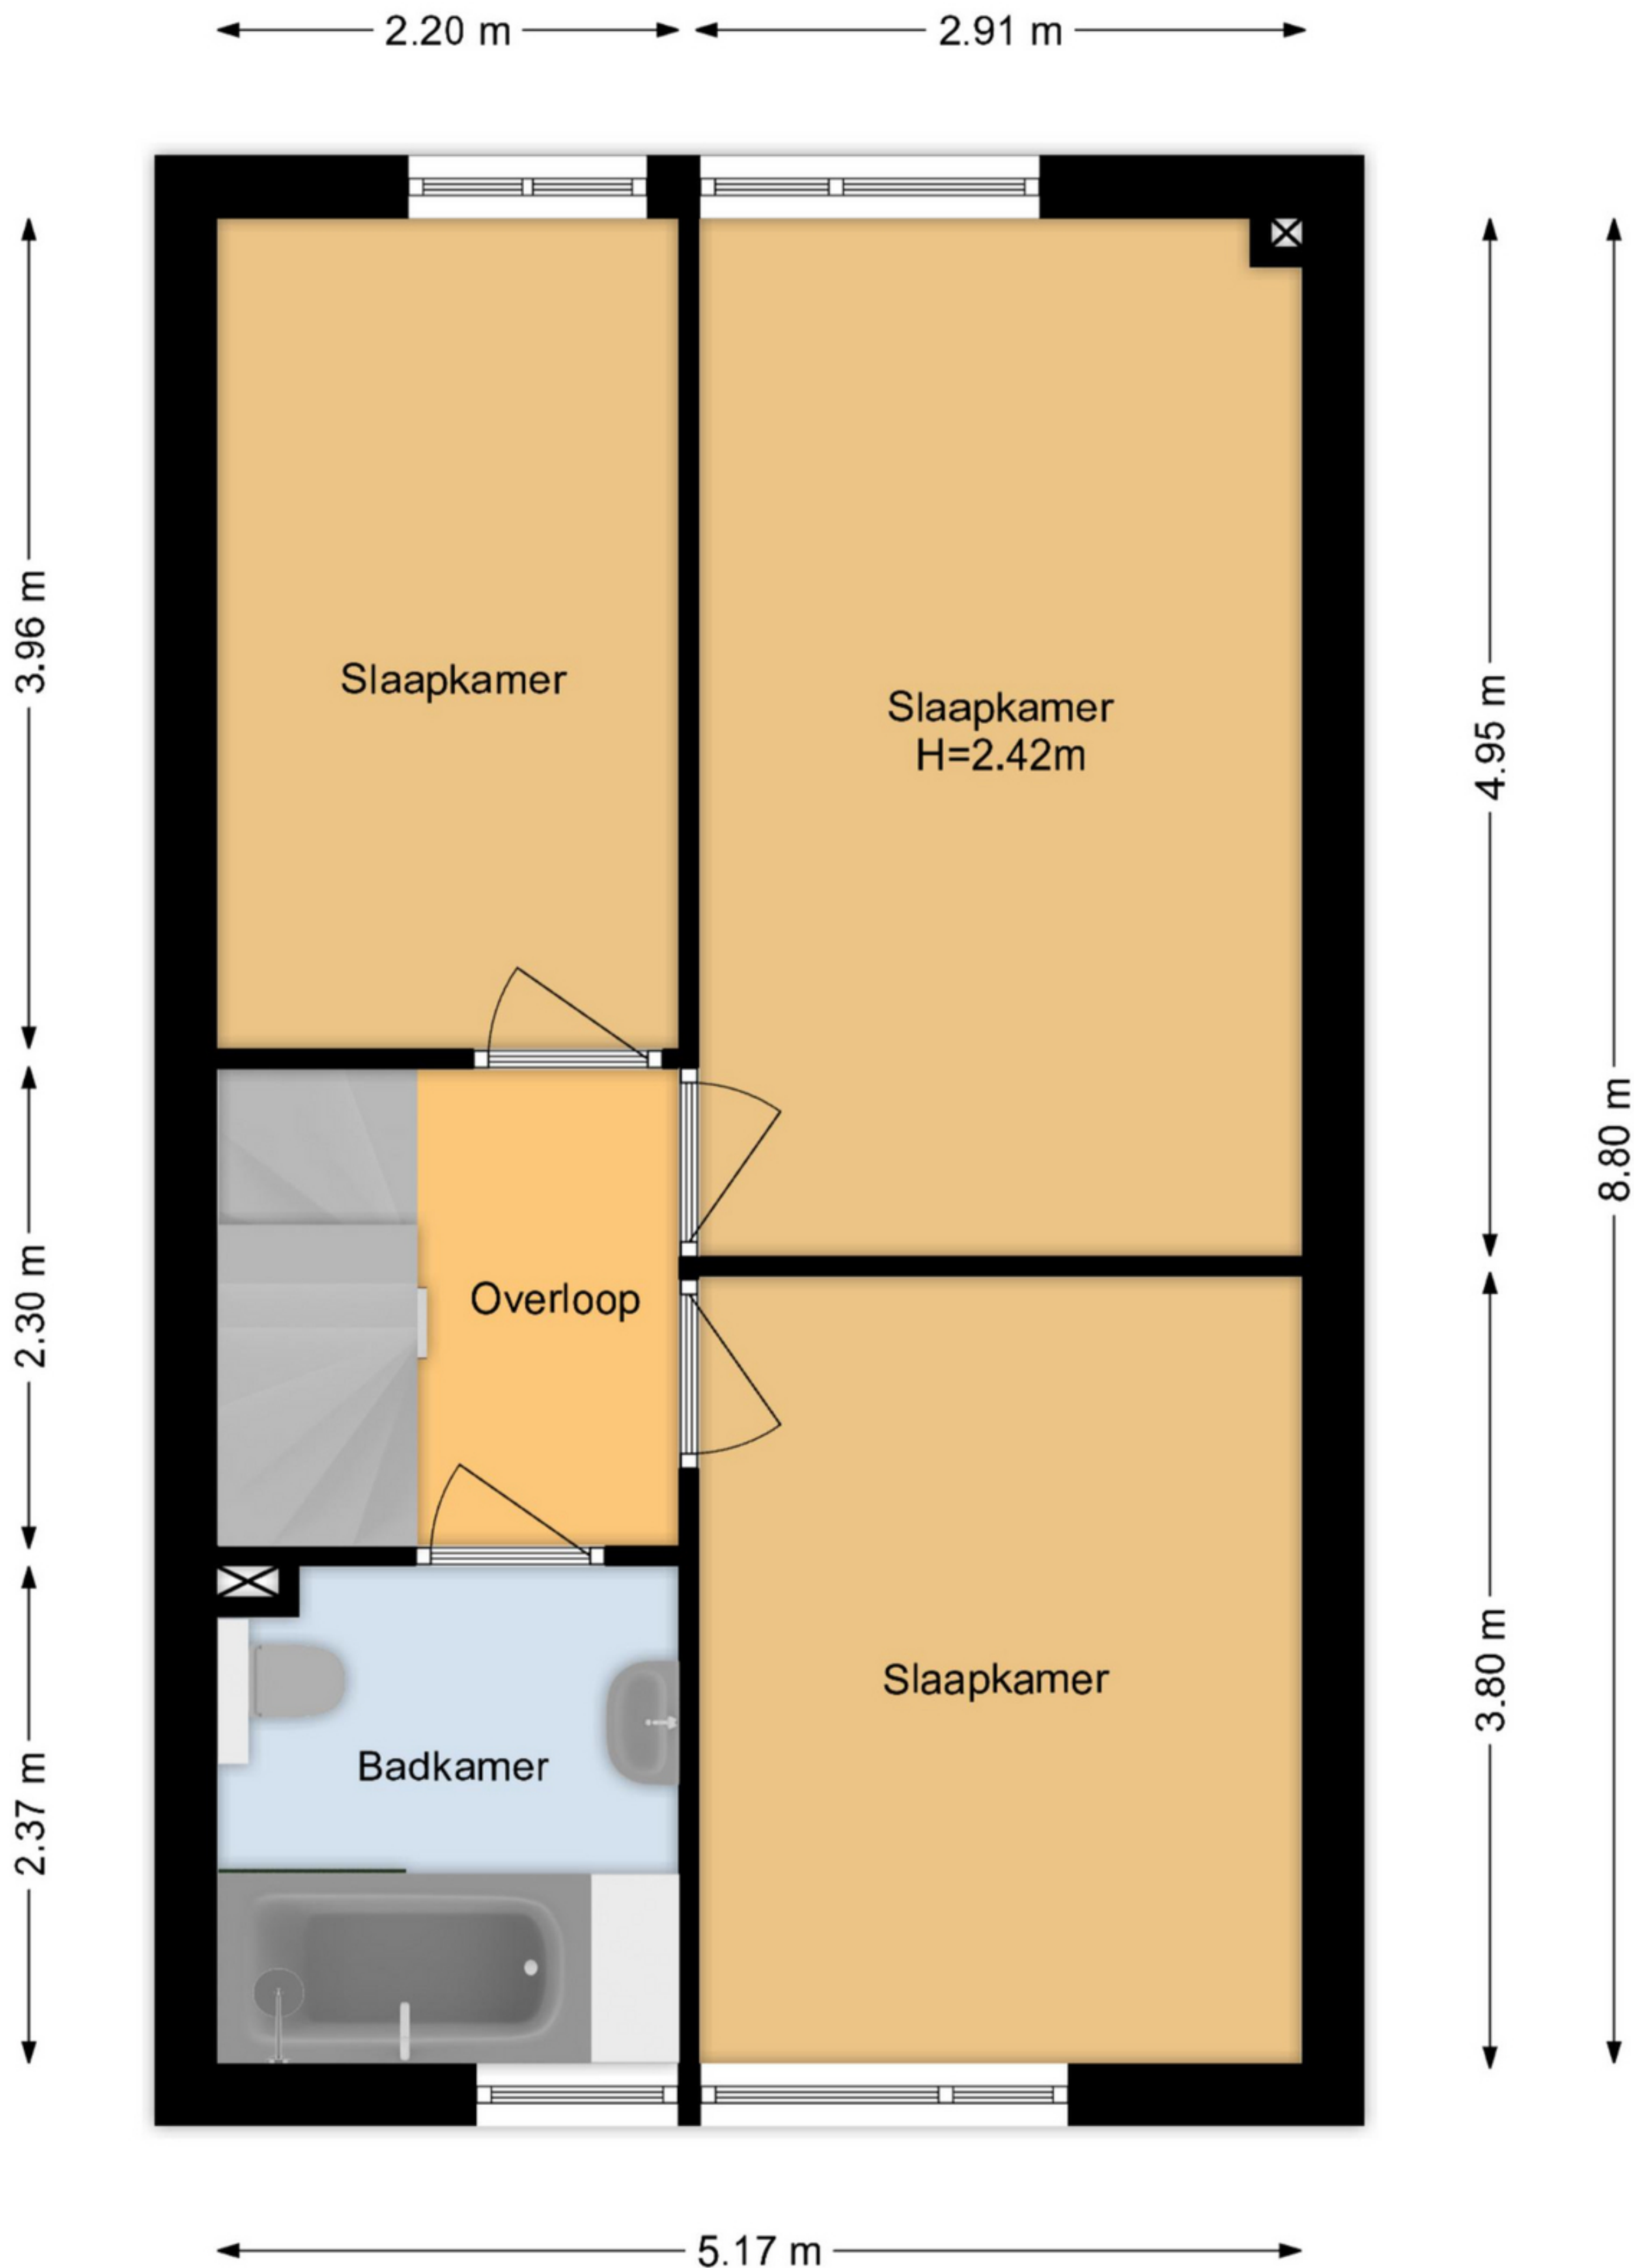 2.20 m
2.91 m
3.96 m
Slaapkamer
Slaapkamer
H=2.42m
4.95 m
8.80 m
2.30 m
Overloop
3.80 m
Slaapkamer
2.37 m
Badkamer
5.17 m